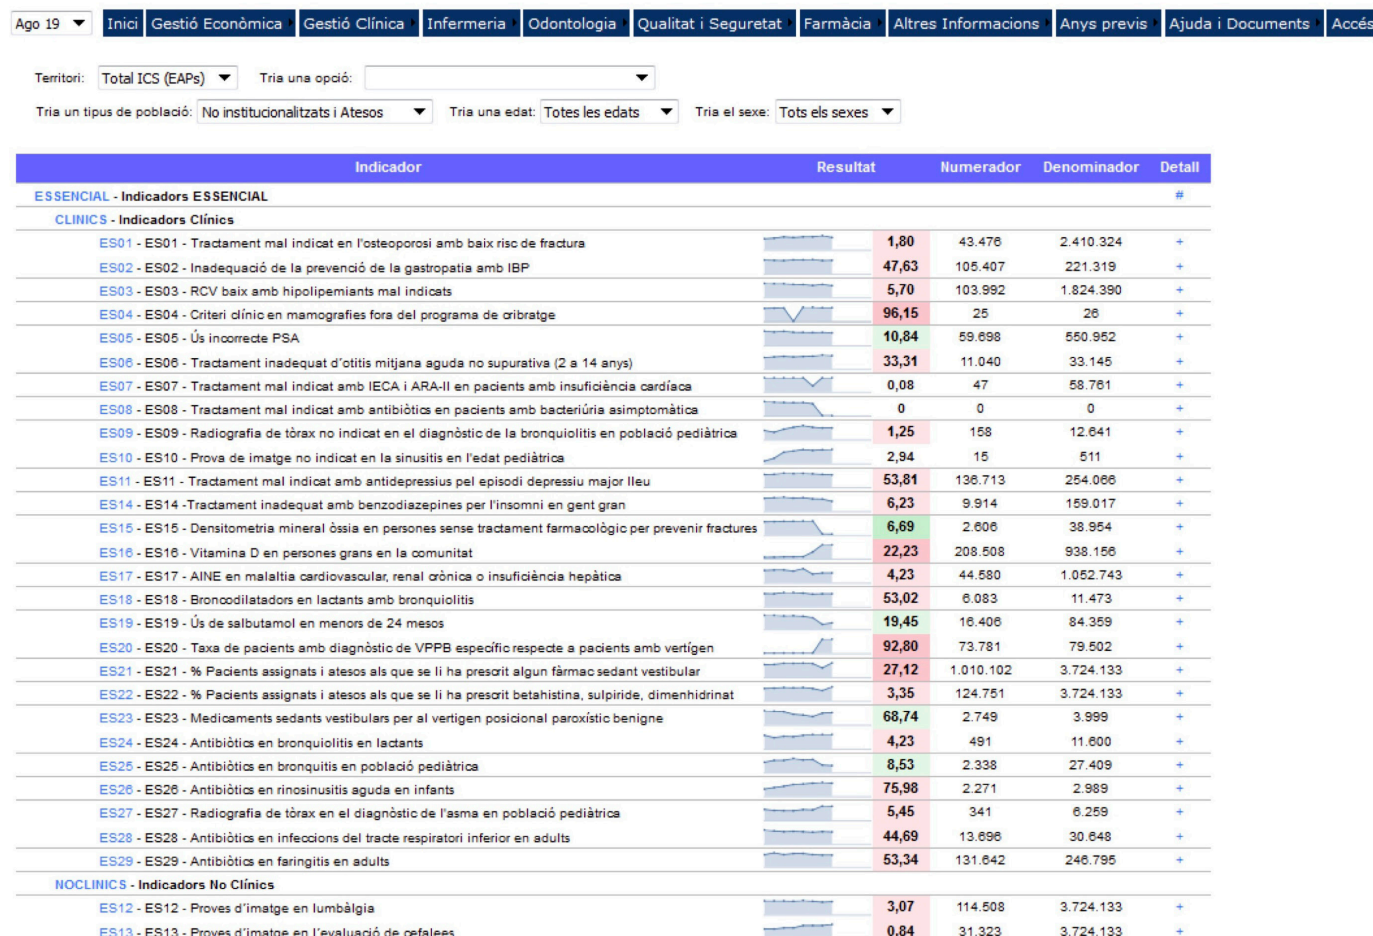 Ago 19 Inici Gestió Econòmica Gestió Clínica Infermeria Odontologia Qualitat i Seguretat Farmàcia Altres Informacions Anys previs Ajuda i Documents Accés
Territori: Total ICS (EAPs) Tria una opció:
Tria un tipus de població: No institucionalitzats i Atesos Tria una edat: Totes les edats Tria el sexe: Tots els sexes
Indicador Resultat Numerador Denominador Detall
ESSENCIAL - Indicadors ESSENCIAL #
CLINICS - Indicadors Clínics
ES01 - ES01 - Tractament mal indicat en l'osteoporosi amb baix risc de fractura 1,80 43.476 2.410.324 +
ES02 - ES02 - Inadequació de la prevenció de la gastropatia amb IBP 47,63 105.407 221.319 +
ES03 - ES03 - RCV baix amb hipolipemiants mal indicats 5,70 103.992 1.824.390 +
ES04 - ES04 - Criteri clínic en mamografies fora del programa de cribratge 96,15 25 26 +
ES05 - ES05 - Ús incorrecte PSA 10,84 59.698 550.952 +
ES06 - ES06 - Tractament inadequat d´otitis mitjana aguda no supurativa (2 a 14 anys) 33,31 11.040 33.145 +
ES07 - ES07 - Tractament mal indicat amb IECA i ARA-II en pacients amb insuficiència cardíaca 0,08 47 58.761 +
ES08 - ES08 - Tractament mal indicat amb antibiòtics en pacients amb bacteriúria asimptomàtica 0 0 0 +
ES09 - ES09 - Radiografia de tòrax no indicat en el diagnòstic de la bronquiolitis en població pediàtrica 1,25 158 12.641 +
ES10 - ES10 - Prova de imatge no indicat en la sinusitis en l'edat pediàtrica 2,94 15 511 +
ES11 - ES11 - Tractament mal indicat amb antidepressius pel episodi depressiu major lleu 53,81 136.713 254.066 +
ES14 - ES14 -Tractament inadequat amb benzodiazepines per l'insomni en gent gran 6,23 9.914 159.017 +
ES15 - ES15 - Densitometria mineral òssia en persones sense tractament farmacològic per prevenir fractures 6,69 2.606 38.954 +
ES16 - ES16 - Vitamina D en persones grans en la comunitat 22,23 208.508 938.156 +
ES17 - ES17 - AINE en malaltia cardiovascular, renal crònica o insuficiència hepàtica 4,23 44.580 1.052.743 +
ES18 - ES18 - Broncodilatadors en lactants amb bronquiolitis 53,02 6.083 11.473 +
ES19 - ES19 - Ús de salbutamol en menors de 24 mesos 19,45 16.406 84.359 +
ES20 - ES20 - Taxa de pacients amb diagnòstic de VPPB específic respecte a pacients amb vertígen 92,80 73.781 79.502 +
ES21 - ES21 - % Pacients assignats i atesos als que se li ha prescrit algun fàrmac sedant vestibular 27,12 1.010.102 3.724.133 +
ES22 - ES22 - % Pacients assignats i atesos als que se li ha prescrit betahistina, sulpiride, dimenhidrinat 3,35 124.751 3.724.133 +
ES23 - ES23 - Medicaments sedants vestibulars per al vertigen posicional paroxístic benigne 68,74 2.749 3.999 +
ES24 - ES24 - Antibiòtics en bronquiolitis en lactants 4,23 491 11.600 +
ES25 - ES25 - Antibiòtics en bronquitis en població pediàtrica 8,53 2.338 27.409 +
ES26 - ES26 - Antibiòtics en rinosinusitis aguda en infants 75,98 2.271 2.989 +
ES27 - ES27 - Radiografia de tòrax en el diagnòstic de l'asma en població pediàtrica 5,45 341 6.259 +
ES28 - ES28 - Antibiòtics en infeccions del tracte respiratori inferior en adults 44,69 13.696 30.648 +
ES29 - ES29 - Antibiòtics en faringitis en adults 53,34 131.642 246.795 +
NOCLINICS - Indicadors No Clínics
ES12 - ES12 - Proves d´imatge en lumbàlgia 3,07 114.508 3.724.133 +
ES13 - ES13 - Proves d´imatge en l´evaluació de cefalees 0,84 31.323 3.724.133 +